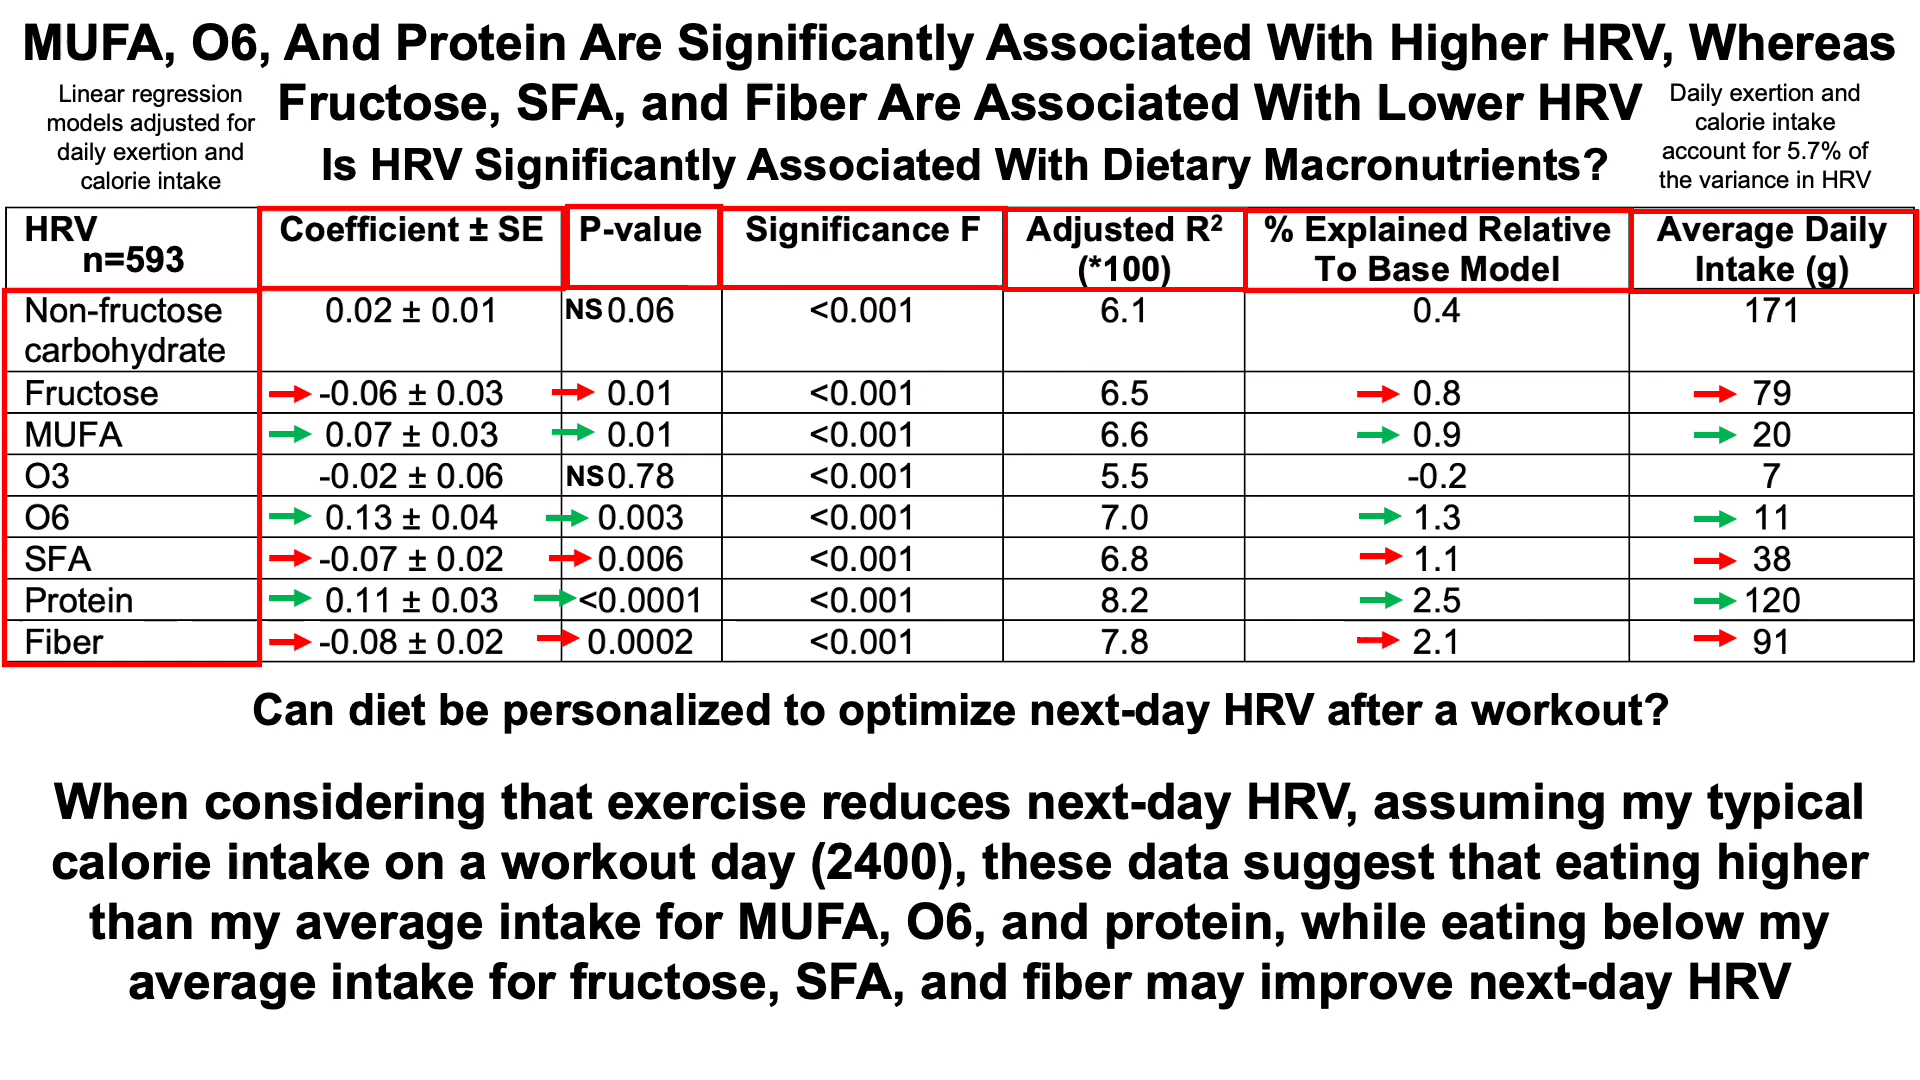 MUFA, O6, And Protein Are Significantly Associated With Higher HRV, Whereas
Fructose, SFA, and Fiber Are Associated With Lower HRV
Linear regression
models adjusted for
daily exertion and
calorie intake
Daily exertion and
calorie intake
account for 5.7% of
the variance in HRV
Is HRV Significantly Associated With Dietary Macronutrients?
HRV n=593 Coefficient ± SE P-value Significance F Adjusted R² (*100) % Explained Relative To Base Model Average Daily Intake (g)
Non-fructose carbohydrate 0.02 ± 0.01 NS 0.06 <0.001 6.1 0.4 171
Fructose -0.06 ± 0.03 0.01 <0.001 6.5 0.8 79
MUFA 0.07 ± 0.03 0.01 <0.001 6.6 0.9 20
O3 -0.02 ± 0.06 NS 0.78 <0.001 5.5 -0.2 7
O6 0.13 ± 0.04 0.003 <0.001 7.0 1.3 11
SFA -0.07 ± 0.02 0.006 <0.001 6.8 1.1 38
Protein 0.11 ± 0.03 <0.0001 <0.001 8.2 2.5 120
Fiber -0.08 ± 0.02 0.0002 <0.001 7.8 2.1 91
Can diet be personalized to optimize next-day HRV after a workout?
When considering that exercise reduces next-day HRV, assuming my typical
calorie intake on a workout day (2400), these data suggest that eating higher
than my average intake for MUFA, O6, and protein, while eating below my
average intake for fructose, SFA, and fiber may improve next-day HRV